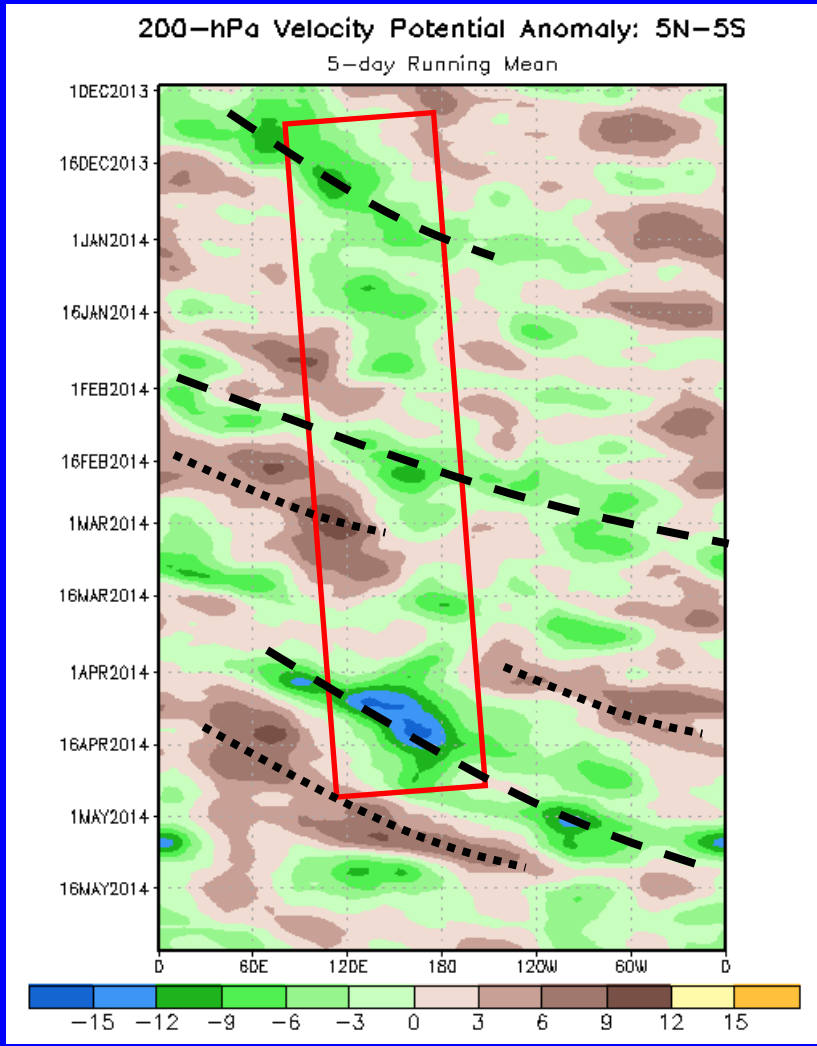 200-hPa Velocity Potential Anomaly: 5N-5S
5-day Running Mean
1DEC2013
16DEC2013
1JAN2014
16JAN2014
1FEB2014
16FEB2014
1MAR2014
16MAR2014
1APR2014
16APR2014
1MAY2014
16MAY2014
0 60E 120E 180 120W 60W 0
-15 -12 -9 -6 -3 0 3 6 9 12 15